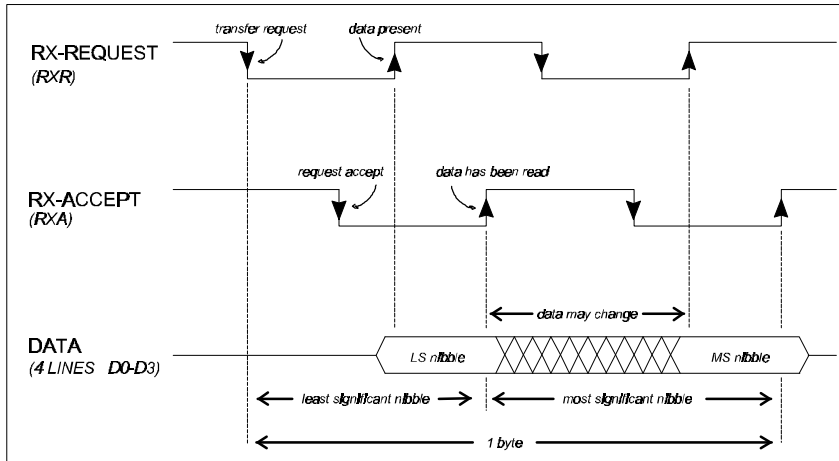 transfer request
data present
RX-REQUEST
(RXR)
request accept
data has been read
RX-ACCEPT
(RXA)
data may change
DATA
(4 LINES D0-D3)
LS nibble
MS nibble
least significant nibble
most significant nibble
1 byte